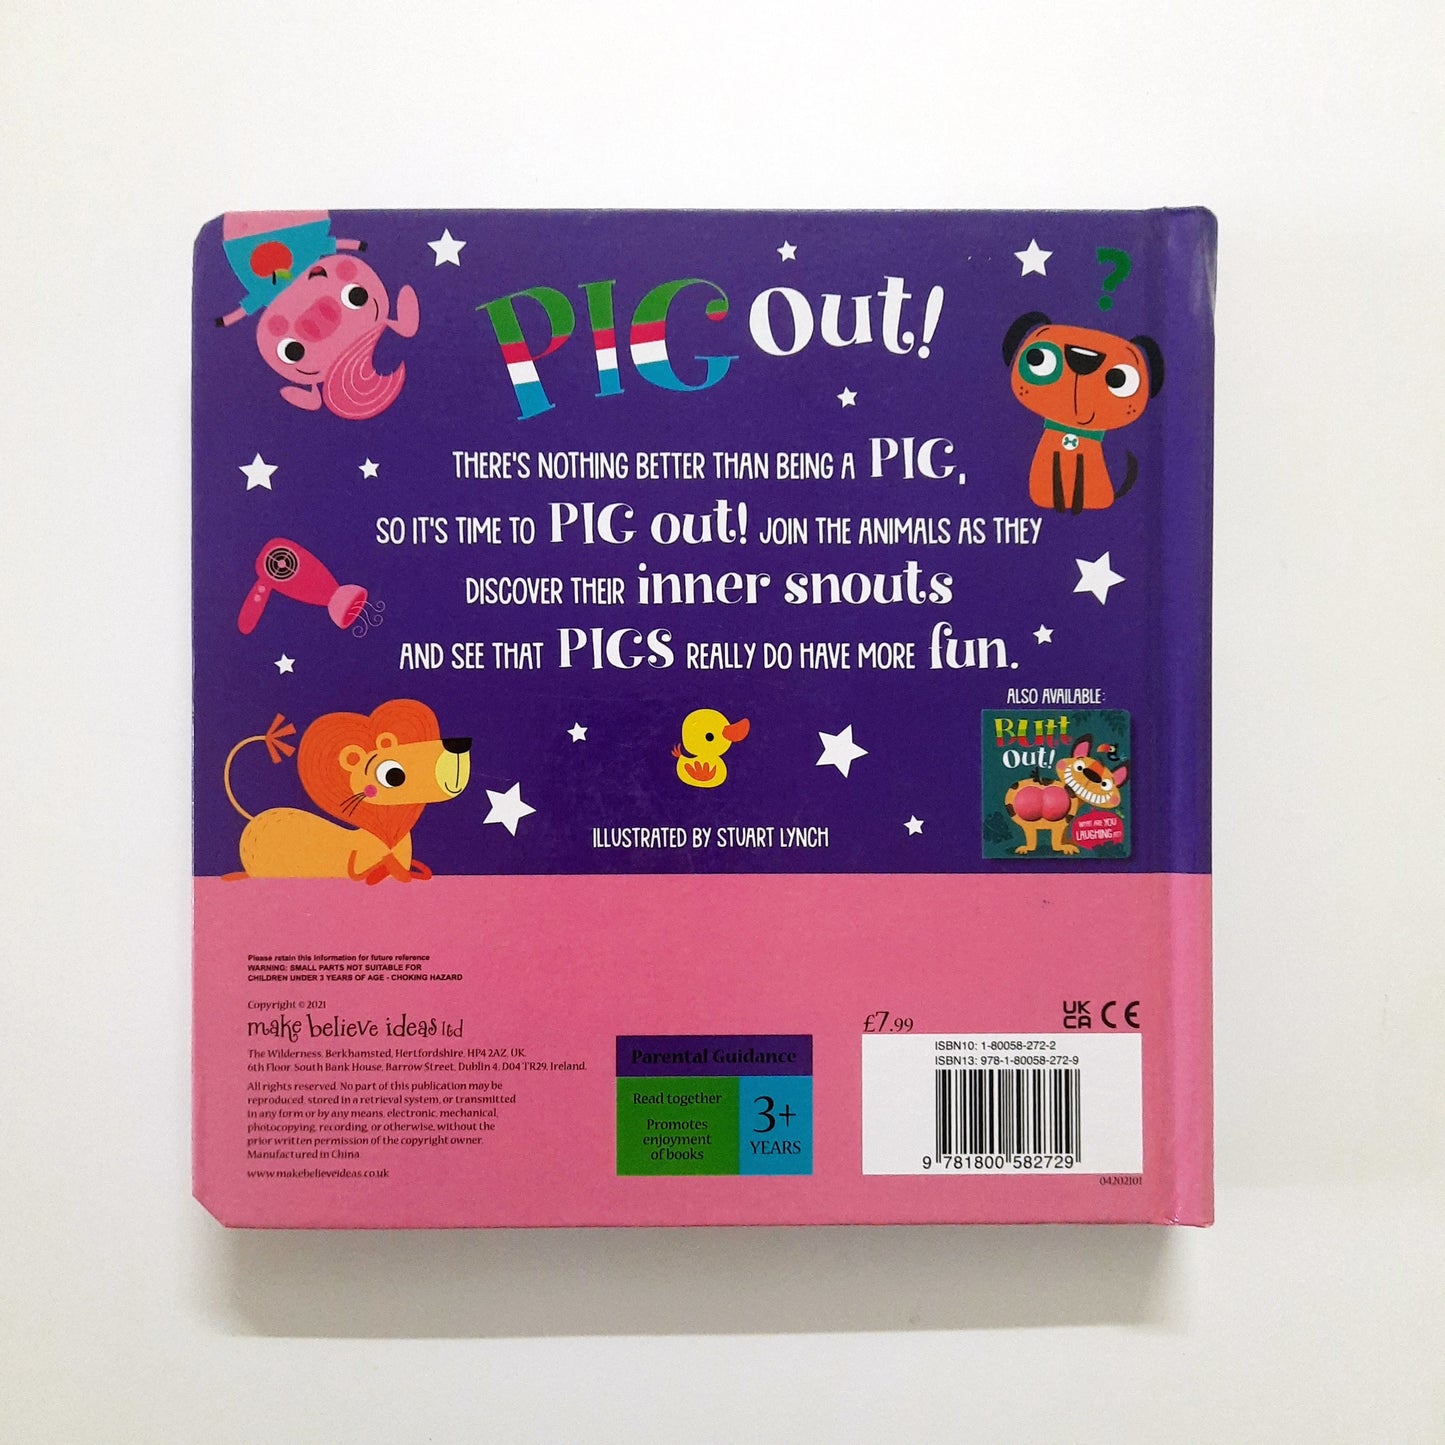 PIG out!
?
THERE'S NOTHING BETTER THAN BEING A PIG,
SO IT'S TIME TO PIG out! JOIN THE ANIMALS AS THEY
DISCOVER THEIR inner snouts
AND SEE THAT PIGS REALLY DO HAVE MORE fun.
ALSO AVAILABLE:
BUtt
Out!
WHAT ARE YOU
LAUGHING AT?
ILLUSTRATED BY STUART LYNCH
Please retain this information for future reference
WARNING: SMALL PARTS NOT SUITABLE FOR
CHILDREN UNDER 3 YEARS OF AGE - CHOKING HAZARD
Copyright © 2021
make believe ideas ltd
The Wilderness, Berkhamsted, Hertfordshire, HP4 2AZ, UK.
6th Floor, South Bank House, Barrow Street, Dublin 4, D04 TR29, Ireland.
All rights reserved. No part of this publication may be
reproduced, stored in a retrieval system, or transmitted
in any form or by any means, electronic, mechanical,
photocopying, recording, or otherwise, without the
prior written permission of the copyright owner.
Manufactured in China.
www.makebelieveideas.co.uk
Parental Guidance
Read together
Promotes
enjoyment
of books
3+
YEARS
£7.99
UK
CA CE
ISBN10: 1-80058-272-2
ISBN13: 978-1-80058-272-9
9 781800 582729
04202101